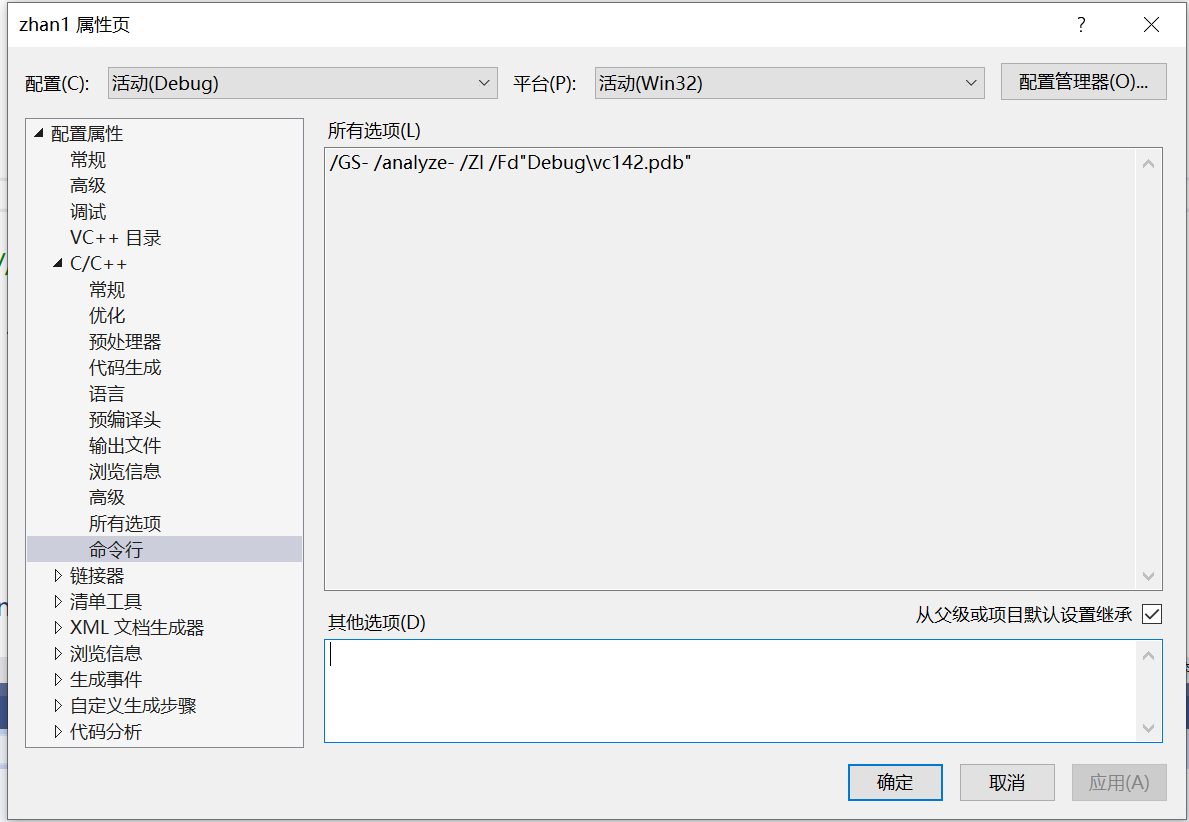 zhan1 属性页
?
配置(C):
活动(Debug)
平台(P):
活动(Win32)
配置管理器(O)...
配置属性
常规
高级
调试
VC++ 目录
C/C++
常规
优化
预处理器
代码生成
语言
预编译头
输出文件
浏览信息
高级
所有选项
命令行
链接器
清单工具
XML 文档生成器
浏览信息
生成事件
自定义生成步骤
代码分析
所有选项(L)
/GS- /analyze- /ZI /Fd"Debug\vc142.pdb"
从父级或项目默认设置继承
其他选项(D)
确定
取消
应用(A)